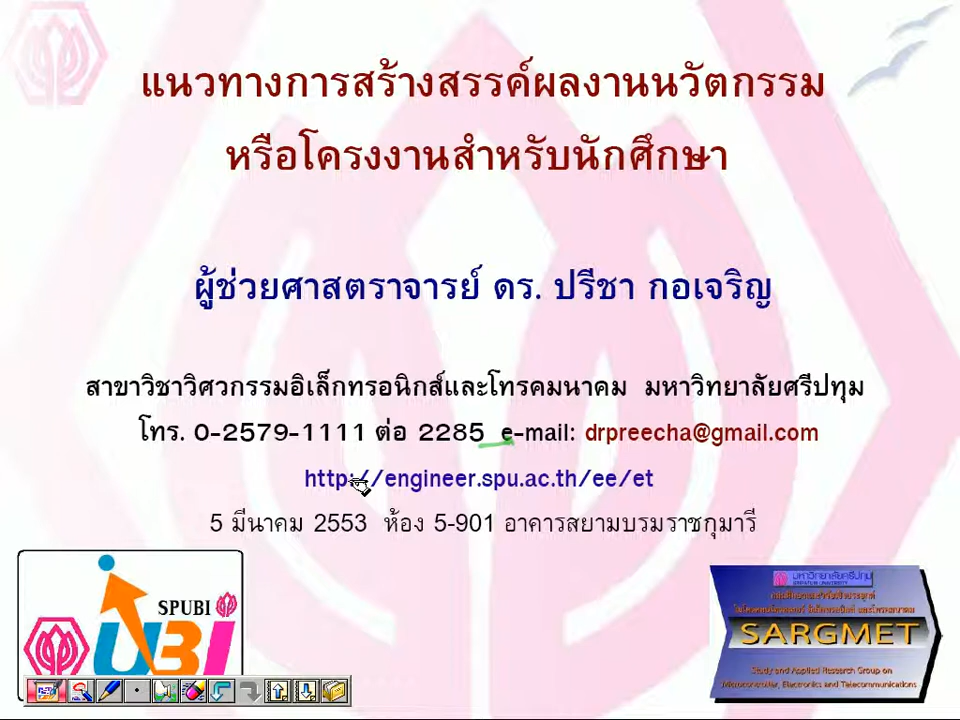 แนวทางการสร้างสรรค์ผลงานนวัตกรรม
หรือโครงงานสำหรับนักศึกษา
ผู้ช่วยศาสตราจารย์ ดร. ปรีชา กอเจริญ
สาขาวิชาวิศวกรรมอิเล็กทรอนิกส์และโทรคมนาคม มหาวิทยาลัยศรีปทุม
โทร. 0-2579-1111 ต่อ 2285 e-mail: drpreecha@gmail.com
http://engineer.spu.ac.th/ee/et
5 มีนาคม 2553 ห้อง 5-901 อาคารสยามบรมราชกุมารี
SPUBI
UBI
มหาวิทยาลัยศรีปทุม
SARGMET
Study and Applied Research Group on
Microcontroller, Electronics and Telecommunications